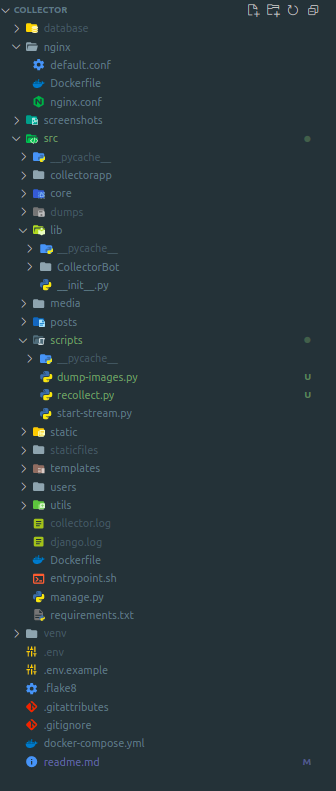 COLLECTOR
database
nginx
default.conf
Dockerfile
nginx.conf
screenshots
src
__pycache__
collectorapp
core
dumps
lib
__pycache__
CollectorBot
__init__.py
media
posts
scripts
__pycache__
dump-images.py U
recollect.py U
start-stream.py
static
staticfiles
templates
users
utils
collector.log
django.log
Dockerfile
entrypoint.sh
manage.py
requirements.txt
venv
.env
.env.example
.flake8
.gitattributes
.gitignore
docker-compose.yml
readme.md M